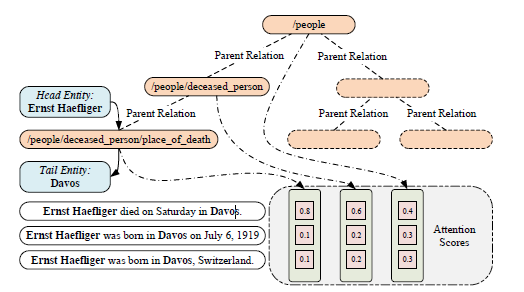 /people
Parent Relation
Parent Relation
/people/deceased_person
Head Entity:
Ernst Haefliger
Parent Relation
Parent Relation
Parent Relation
/people/deceased_person/place_of_death
Tail Entity:
Davos
Ernst Haefliger died on Saturday in Davos.
0.8
0.6
0.4
Ernst Haefliger was born in Davos on July 6, 1919
0.1
0.2
0.3
Attention
Scores
Ernst Haefliger was born in Davos, Switzerland.
0.1
0.2
0.3